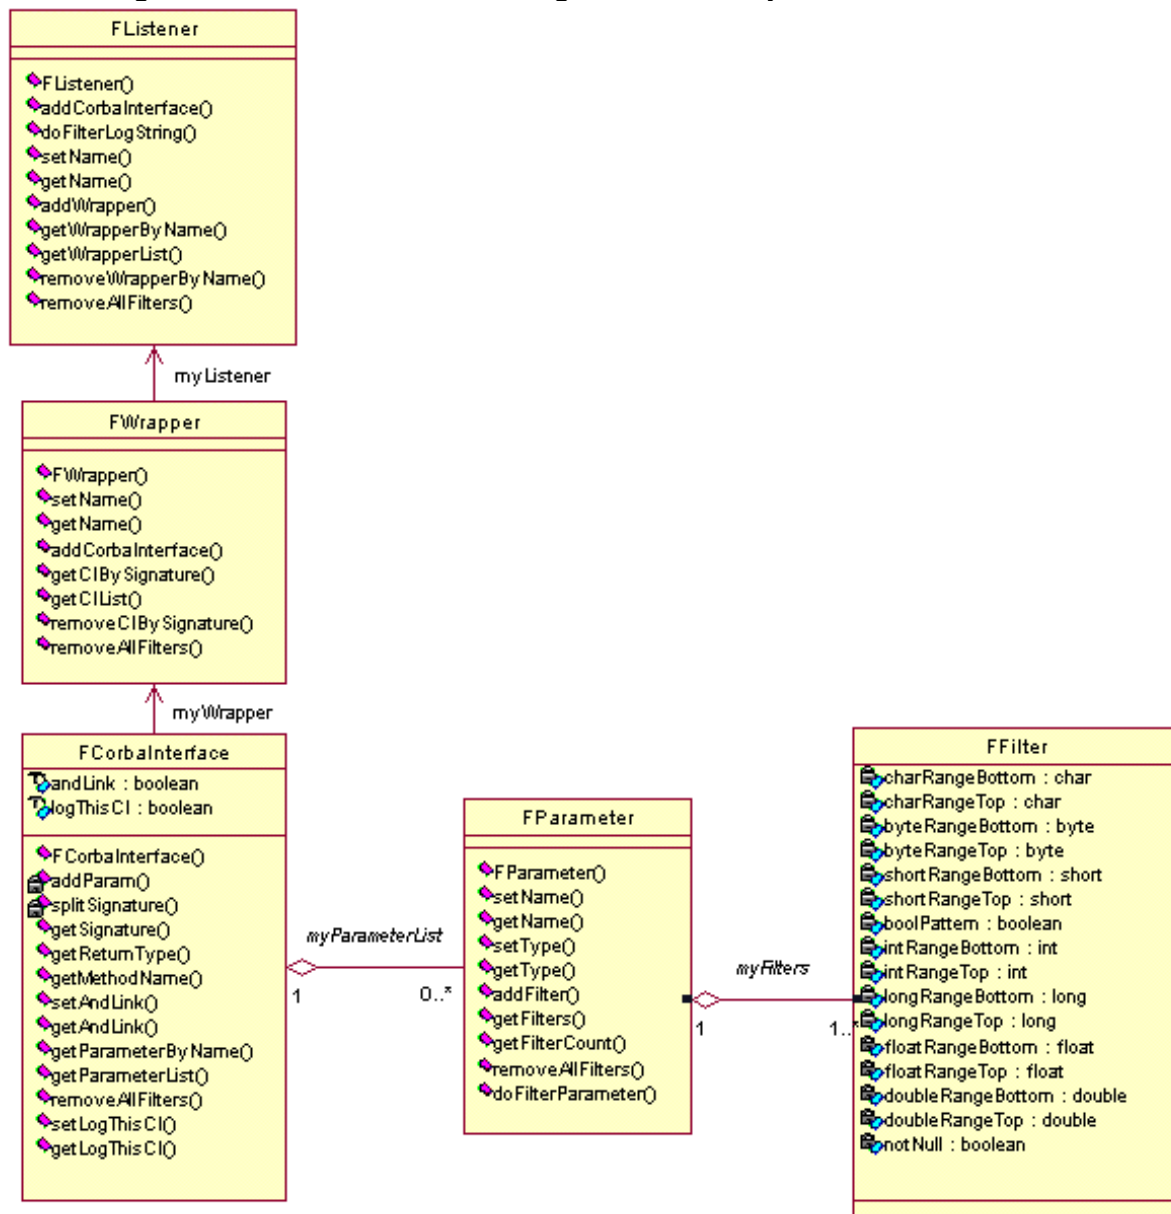 FListener
FListener()
addCorbaInterface()
doFilterLogString()
setName()
getName()
addWrapper()
getWrapperByName()
getWrapperList()
removeWrapperByName()
removeAllFilters()
myListener
FWrapper
FWrapper()
setName()
getName()
addCorbaInterface()
getCIBySignature()
getCIList()
removeCIBySignature()
removeAllFilters()
myWrapper
FCorbaInterface
andLink : boolean
logThisCI : boolean
FCorbaInterface()
addParam()
splitSignature()
getSignature()
getReturnType()
getMethodName()
setAndLink()
getAndLink()
getParameterByName()
getParameterList()
removeAllFilters()
setLogThisCI()
getLogThisCI()
myParameterList
1
0..*
FParameter
FParameter()
setName()
getName()
setType()
getType()
addFilter()
getFilters()
getFilterCount()
removeAllFilters()
doFilterParameter()
myFilters
1
1..*
FFilter
charRangeBottom : char
charRangeTop : char
byteRangeBottom : byte
byteRangeTop : byte
shortRangeBottom : short
shortRangeTop : short
boolPattern : boolean
intRangeBottom : int
intRangeTop : int
longRangeBottom : long
longRangeTop : long
floatRangeBottom : float
floatRangeTop : float
doubleRangeBottom : double
doubleRangeTop : double
notNull : boolean